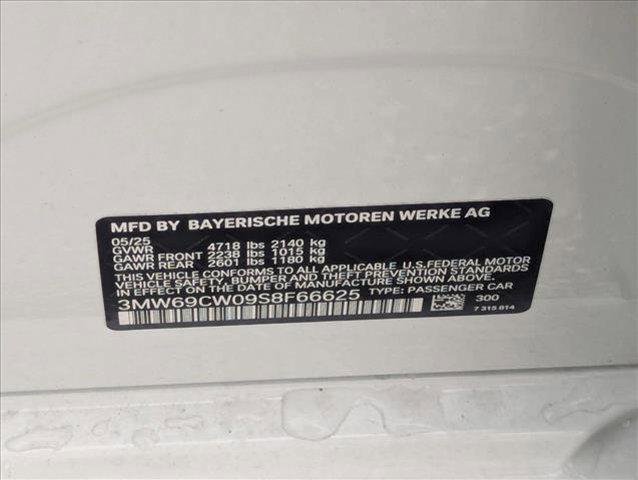 MFD BY BAYERISCHE MOTOREN WERKE AG
05/25
GVWR 4718 lbs 2140 kg
GAWR FRONT 2238 lbs 1015 kg
GAWR REAR 2601 lbs 1180 kg
THIS VEHICLE CONFORMS TO ALL APPLICABLE U.S. FEDERAL MOTOR
VEHICLE SAFETY, BUMPER AND THEFT PREVENTION STANDARDS
IN EFFECT ON THE DATE OF MANUFACTURE SHOWN ABOVE.
3MW69CW09S8F66625 TYPE: PASSENGER CAR
300
7 315 814